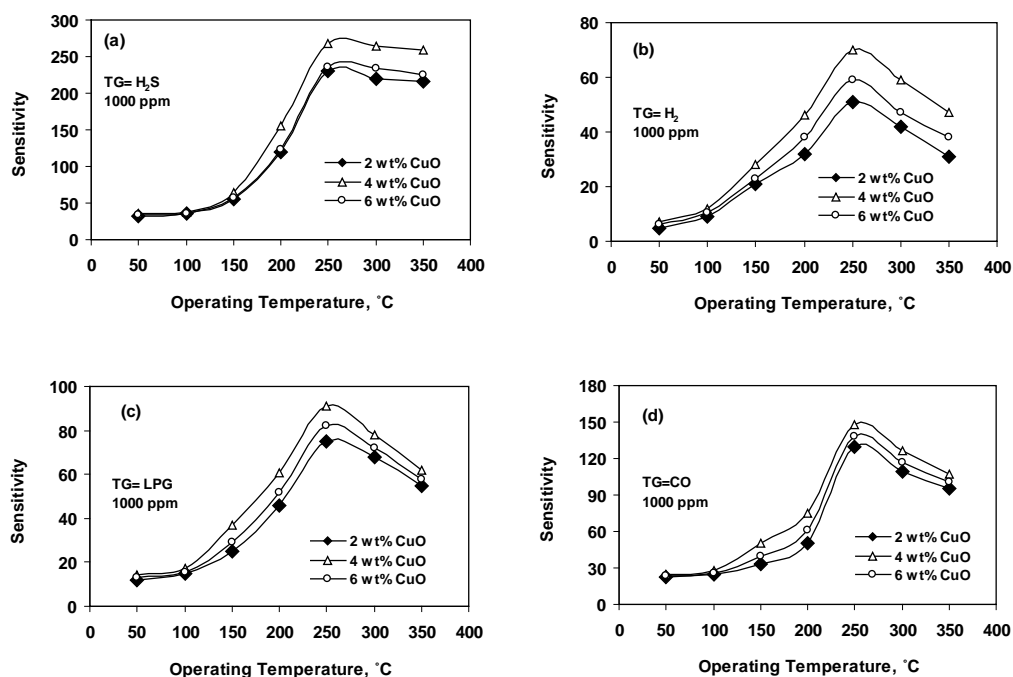 (a)
TG= H₂S
1000 ppm
Sensitivity
300
250
200
150
100
50
0
2 wt% CuO
4 wt% CuO
6 wt% CuO
0 50 100 150 200 250 300 350 400
Operating Temperature, ˚C
(b)
TG= H₂
1000 ppm
Sensitivity
80
60
40
20
0
2 wt% CuO
4 wt% CuO
6 wt% CuO
0 50 100 150 200 250 300 350 400
Operating Temperature, ˚C
(c)
TG= LPG
1000 ppm
Sensitivity
100
80
60
40
20
0
2 wt% CuO
4 wt% CuO
6 wt% CuO
0 50 100 150 200 250 300 350 400
Operating Temperature, ˚C
(d)
TG=CO
1000 ppm
Sensitivity
180
150
120
90
60
30
0
2 wt% CuO
4 wt% CuO
6 wt% CuO
0 50 100 150 200 250 300 350 400
Operating Temperature, ˚C